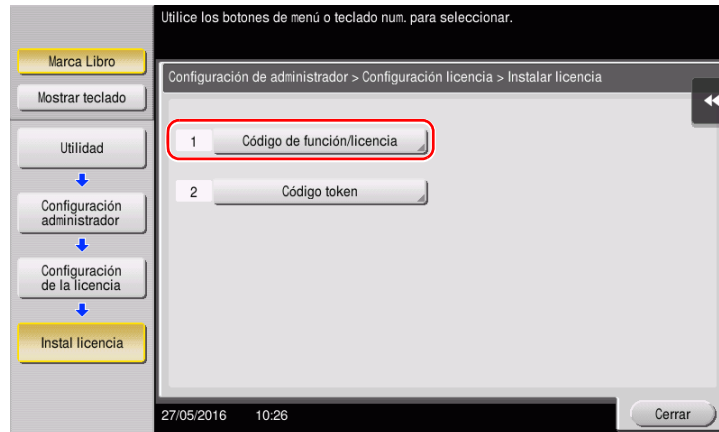 Utilice los botones de menú o teclado num. para seleccionar.
Marca Libro
Mostrar teclado
Configuración de administrador > Configuración licencia > Instalar licencia
Utilidad
1 Código de función/licencia
2 Código token
Configuración
administrador
Configuración
de la licencia
Instal licencia
27/05/2016 10:26
Cerrar